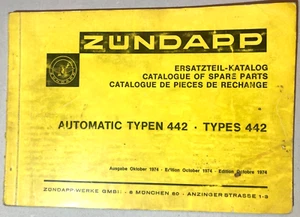 ZÜNDAPP
ERSATZTEIL-KATALOG
CATALOGUE OF SPARE PARTS
CATALOGUE DE PIECES DE RECHANGE
AUTOMATIC TYPEN 442 · TYPES 442
Ausgabe Oktober 1974 - Edition October 1974 - Edition Octobre 1974
ZÜNDAPP-WERKE GMBH · 8 MÜNCHEN 80 · ANZINGER STRASSE 1-3